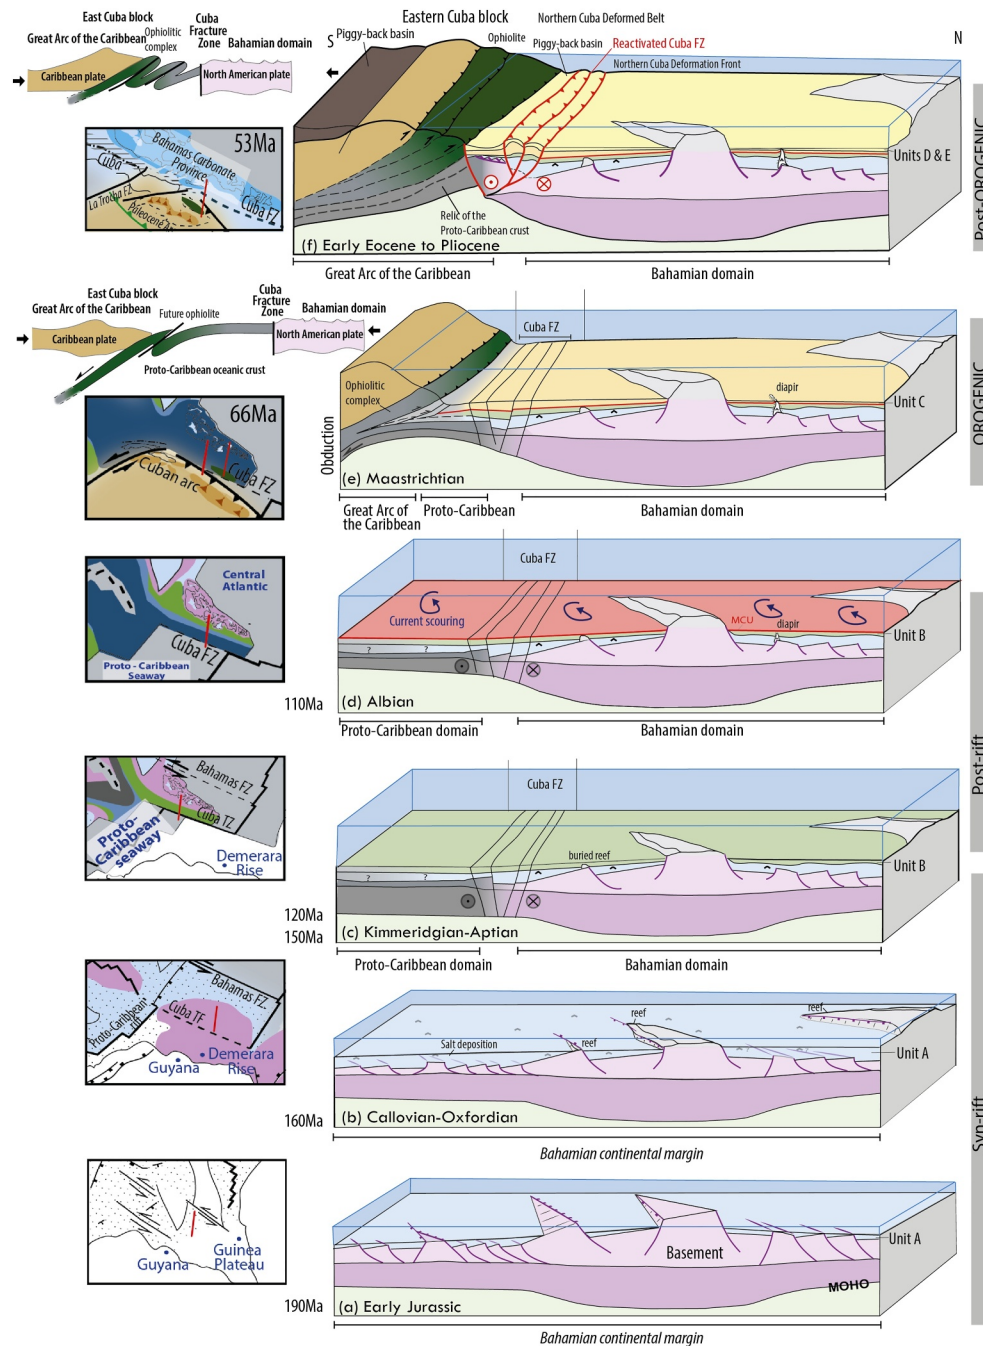 East Cuba block
Great Arc of the Caribbean
Ophiolitic
complex
Cuba
Fracture
Zone
Bahamian domain
Caribbean plate
North American plate
Eastern Cuba block
Northern Cuba Deformed Belt
S
Piggy-back basin
Ophiolite
Piggy-back basin
Reactivated Cuba FZ
N
Northern Cuba Deformation Front
53Ma
Bahamas Carbonate
Province
Cuba
La Trocha FZ
Cuba FZ
Units D & E
Relic of the
Proto-Caribbean crust
(f) Early Eocene to Pliocene
Great Arc of the Caribbean
Bahamian domain
Post-OROGENIC
East Cuba block
Great Arc of the Caribbean
Future ophiolite
Cuba
Fracture
Zone
Bahamian domain
Caribbean plate
North American plate
Proto-Caribbean oceanic crust
66Ma
Cuban arc
Cuba FZ
Cuba FZ
Ophiolitic
complex
diapir
Unit C
Obduction
(e) Maastrichtian
Great Arc of
the Caribbean
Proto-Caribbean
Bahamian domain
OROGENIC
Central
Atlantic
Cuba FZ
Proto - Caribbean
Seaway
Cuba FZ
Current scouring
MCU
diapir
Unit B
?
?
110Ma
(d) Albian
Proto-Caribbean domain
Bahamian domain
Post-rift
Bahamas FZ
Cuba TZ
Proto-
Caribbean
seaway
Demerara
Rise
Cuba FZ
buried reef
Unit B
?
?
120Ma
150Ma
(c) Kimmeridgian-Aptian
Proto-Caribbean domain
Bahamian domain
Bahamas FZ
Cuba TF
Proto-Caribbean
rift
Demerara
Rise
Guyana
Salt deposition
reef
reef
reef
Unit A
160Ma
(b) Callovian-Oxfordian
Bahamian continental margin
Syn-rift
Guyana
Guinea
Plateau
Basement
Unit A
MOHO
190Ma
(a) Early Jurassic
Bahamian continental margin